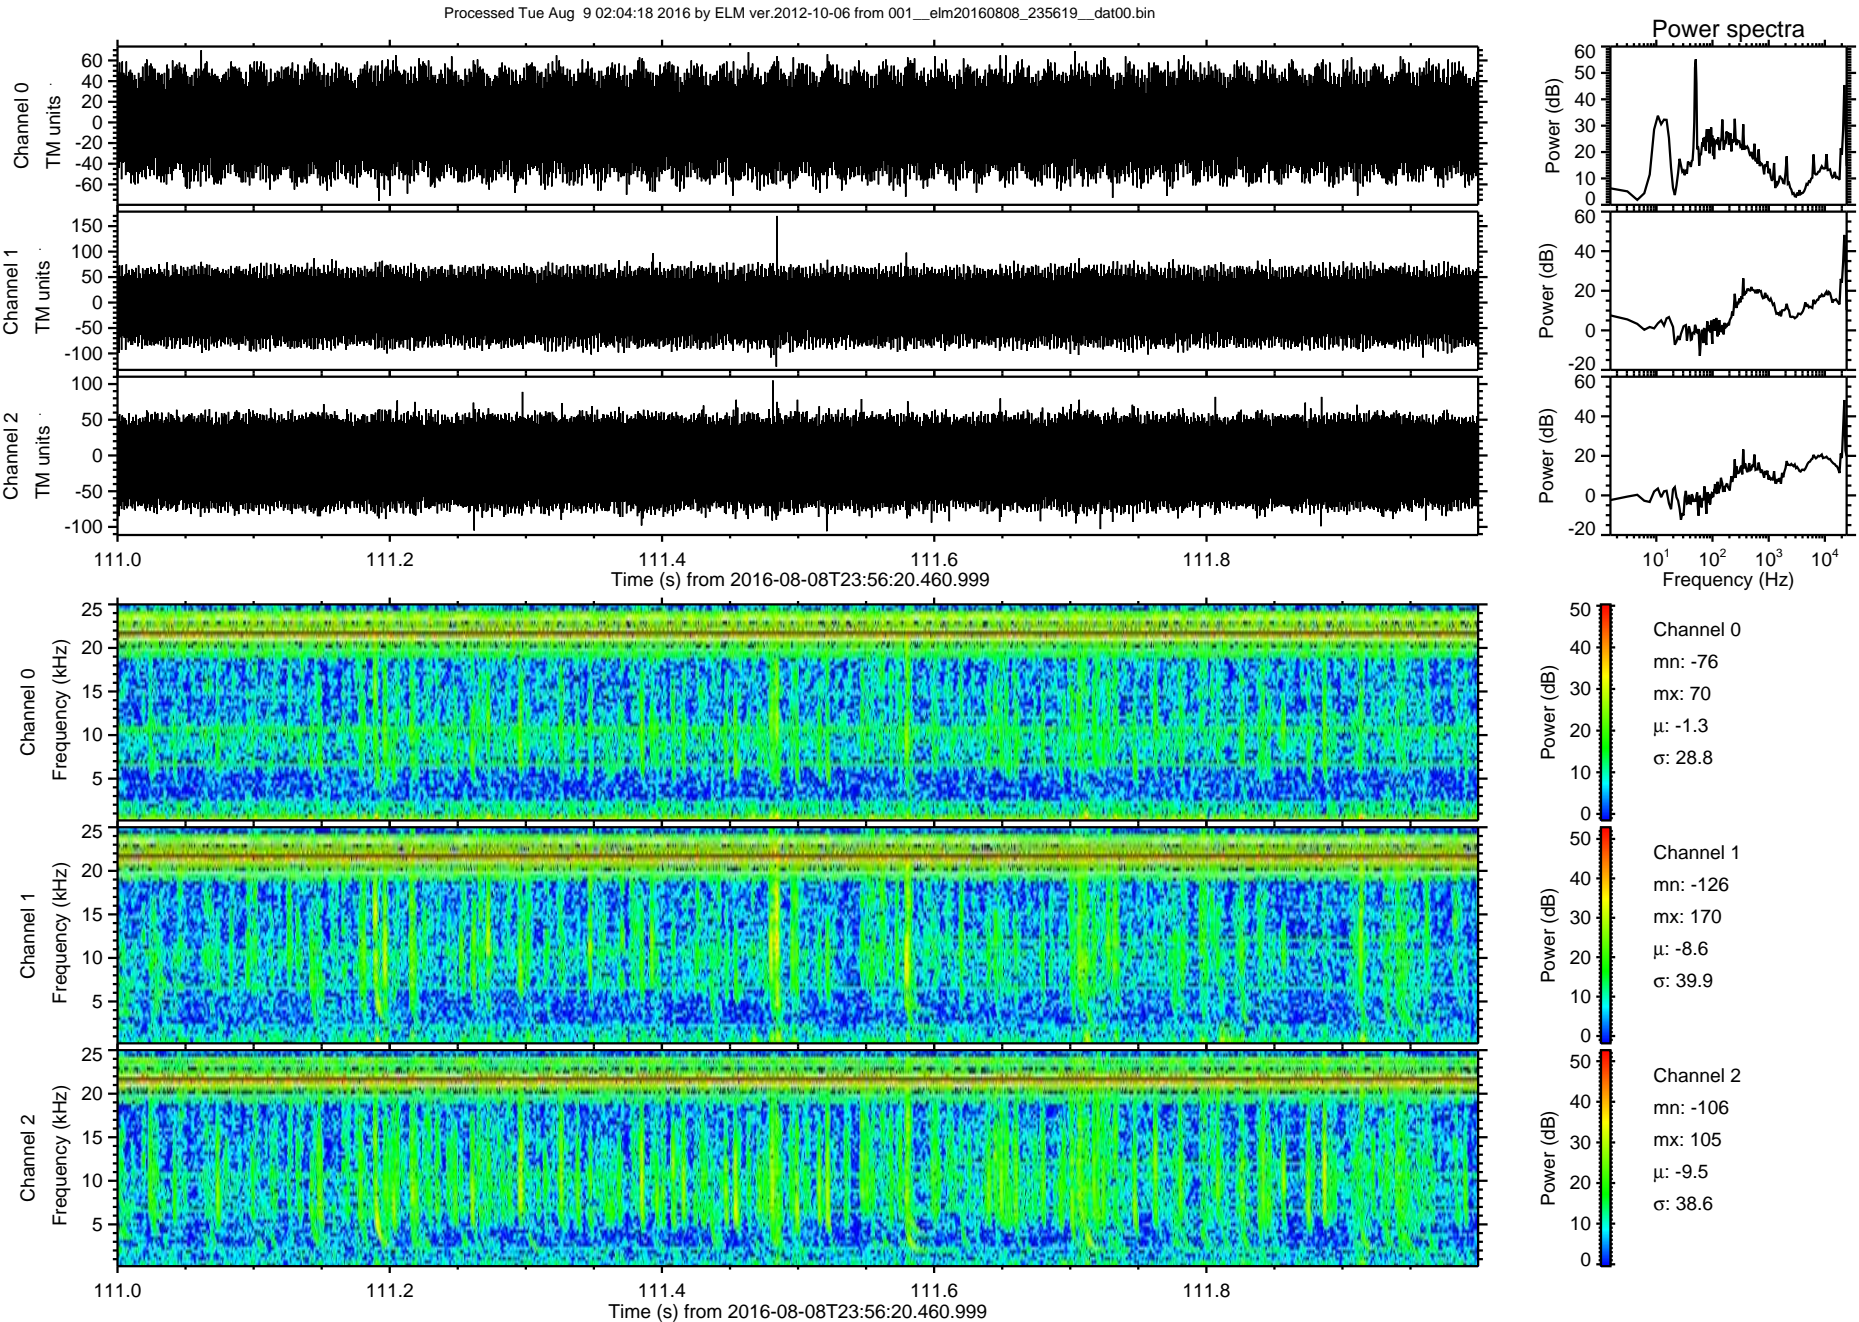 Processed Tue Aug  9 02:04:18 2016 by ELM ver.2012-10-06 from 001__elm20160808_235619__dat00.bin
Power spectra
Channel 0
TM units
60
40
20
0
-20
-40
-60
Power (dB)
60
50
40
30
20
10
0
Channel 1
TM units
150
100
50
0
-50
-100
Power (dB)
60
40
20
0
-20
Channel 2
TM units
100
50
0
-50
-100
Power (dB)
60
40
20
0
-20
111.0 111.2 111.4 111.6 111.8
Time (s) from 2016-08-08T23:56:20.460.999
10¹ 10² 10³ 10⁴
Frequency (Hz)
Channel 0
Frequency (kHz)
25
20
15
10
5
Power (dB)
50
40
30
20
10
0
Channel 0
mn: -76
mx: 70
μ: -1.3
σ: 28.8
Channel 1
Frequency (kHz)
25
20
15
10
5
Power (dB)
50
40
30
20
10
0
Channel 1
mn: -126
mx: 170
μ: -8.6
σ: 39.9
Channel 2
Frequency (kHz)
25
20
15
10
5
Power (dB)
50
40
30
20
10
0
Channel 2
mn: -106
mx: 105
μ: -9.5
σ: 38.6
111.0 111.2 111.4 111.6 111.8
Time (s) from 2016-08-08T23:56:20.460.999